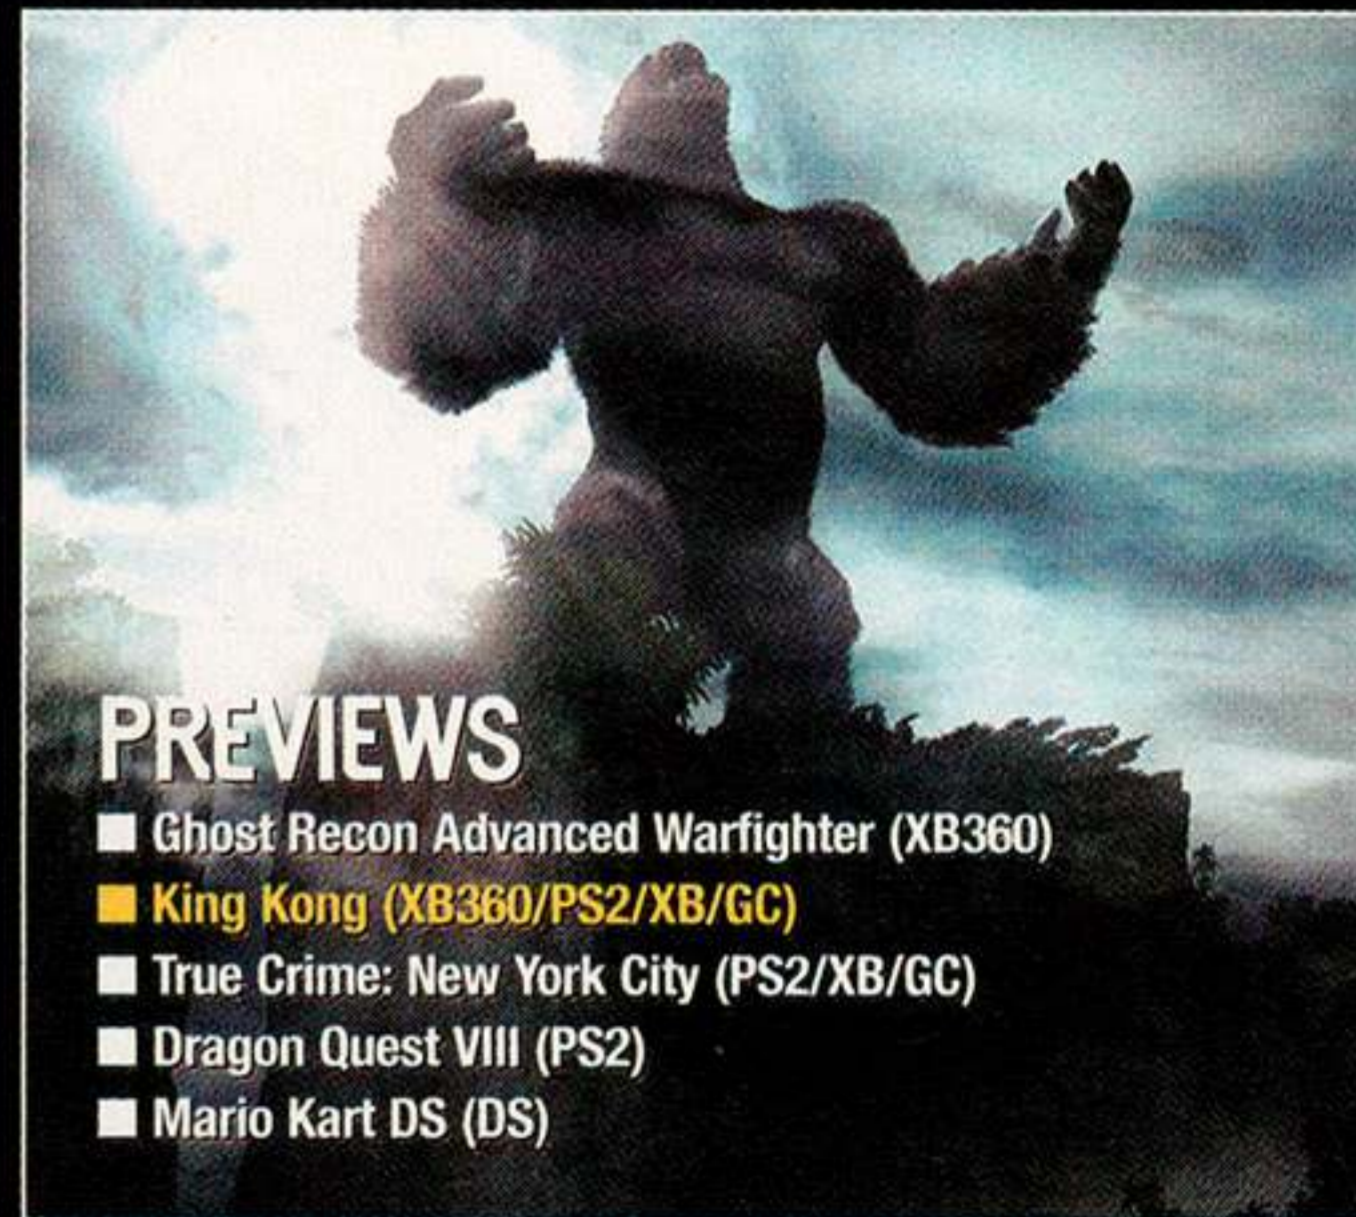 PREVIEWS
■ Ghost Recon Advanced Warfighter (XB360)
■ King Kong (XB360/PS2/XB/GC)
■ True Crime: New York City (PS2/XB/GC)
■ Dragon Quest VIII (PS2)
■ Mario Kart DS (DS)